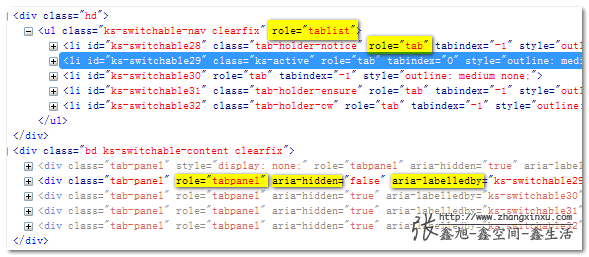 <div class="hd">
<ul class="ks-switchable-nav clearfix" role="tablist">
<li id="ks-switchable28" class="tab-holder-notice" role="tab" tabindex="-1" style="outl
<li id="ks-switchable29" class="ks-active" role="tab" tabindex="0" style="outline: medi
<li id="ks-switchable30" role="tab" tabindex="-1" style="outline: medium none;">
<li id="ks-switchable31" class="tab-holder-ensure" role="tab" tabindex="-1" style="outl
<li id="ks-switchable32" class="tab-holder-cw" role="tab" tabindex="-1" style="outline:
</ul>
</div>
<div class="bd ks-switchable-content clearfix">
<div class="tab-panel" style="display: none;" role="tabpanel" aria-hidden="true" aria-label
<div class="tab-panel" role="tabpanel" aria-hidden="false" aria-labelledby="ks-switchable29
<div class="tab-panel" role="tabpanel" aria-hidden="true" aria-labelledby="ks-switchable30"
<div class="tab-panel" role="tabpanel" aria-hidden="true" aria-labelledby="ks-switchable31
<div class="tab-panel" role="tabpanel" aria-hidden="true" aria-labelledby="ks-switchable32
</div>
http://www.zhangxinxu.com
张鑫旭-鑫空间-鑫生活